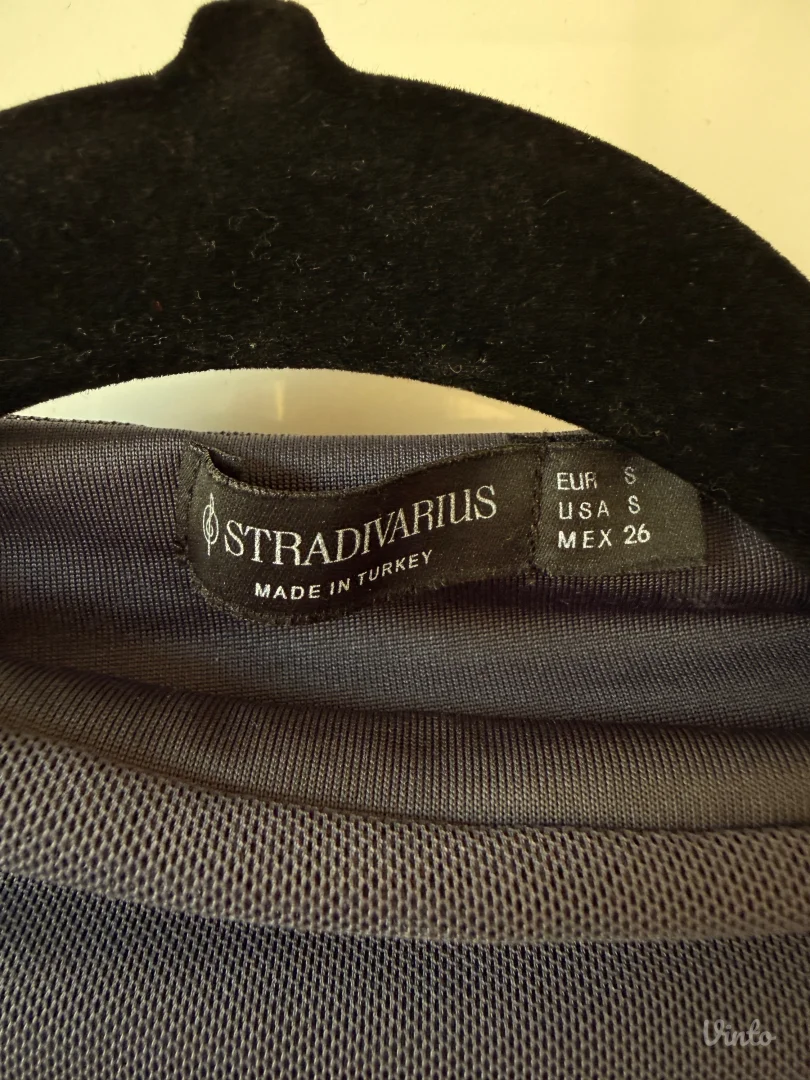 STRADIVARIUS
MADE IN TURKEY
EUR S
USA S
MEX 26
Vinto